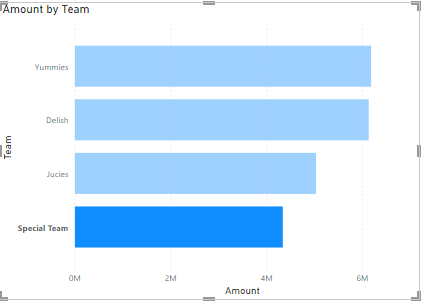 Amount by Team
Team
Yummies
Delish
Jucies
Special Team
0M 2M 4M 6M
Amount